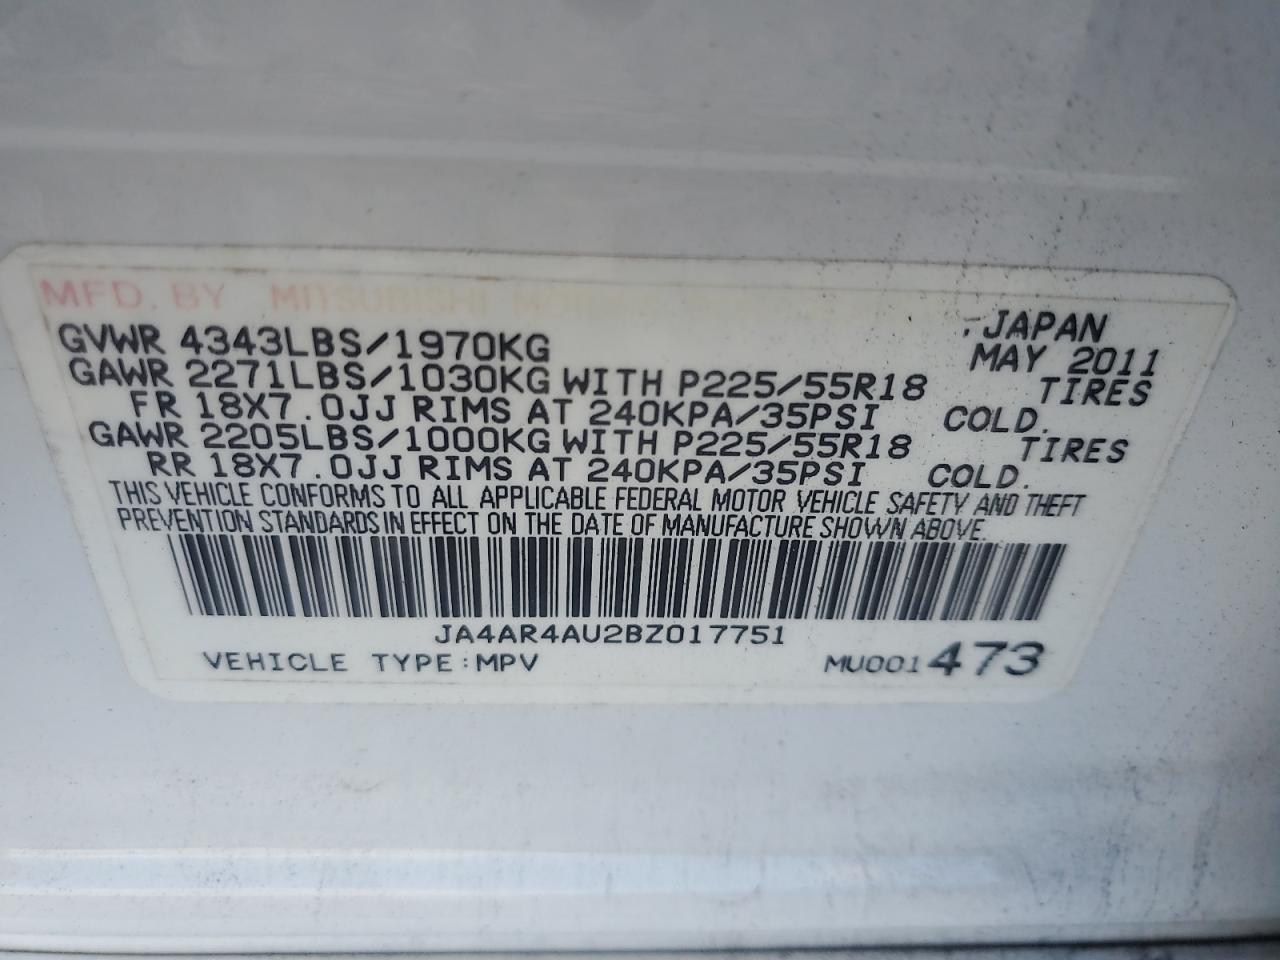 MFD. BY MITSUBISHI
GVWR 4343LBS/1970KG , JAPAN
MAY 2011
GAWR 2271LBS/1030KG WITH P225/55R18 TIRES
FR 18X7.0JJ RIMS AT 240KPA/35PSI COLD.
GAWR 2205LBS/1000KG WITH P225/55R18 TIRES
RR 18X7.0JJ RIMS AT 240KPA/35PSI COLD.
THIS VEHICLE CONFORMS TO ALL APPLICABLE FEDERAL MOTOR VEHICLE SAFETY AND THEFT
PREVENTION STANDARDS IN EFFECT ON THE DATE OF MANUFACTURE SHOWN ABOVE.
JA4AR4AU2BZ017751
VEHICLE TYPE:MPV MU001473